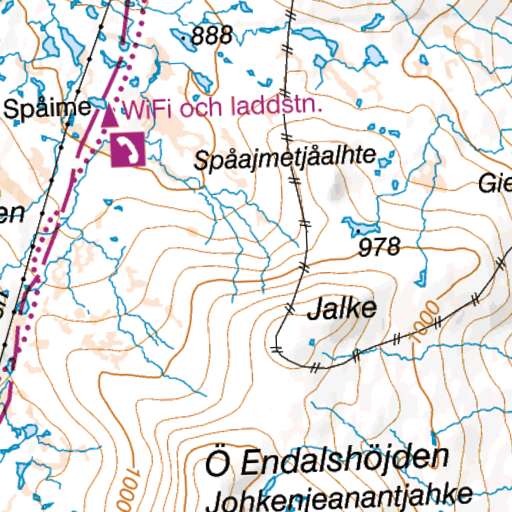 888
Spåime
WiFi och laddstn.
Spåajmetjåalhte
Gie
en
978
Jalke
1000
Ö Endalshöjden
1000
Johkenjeanantjahke